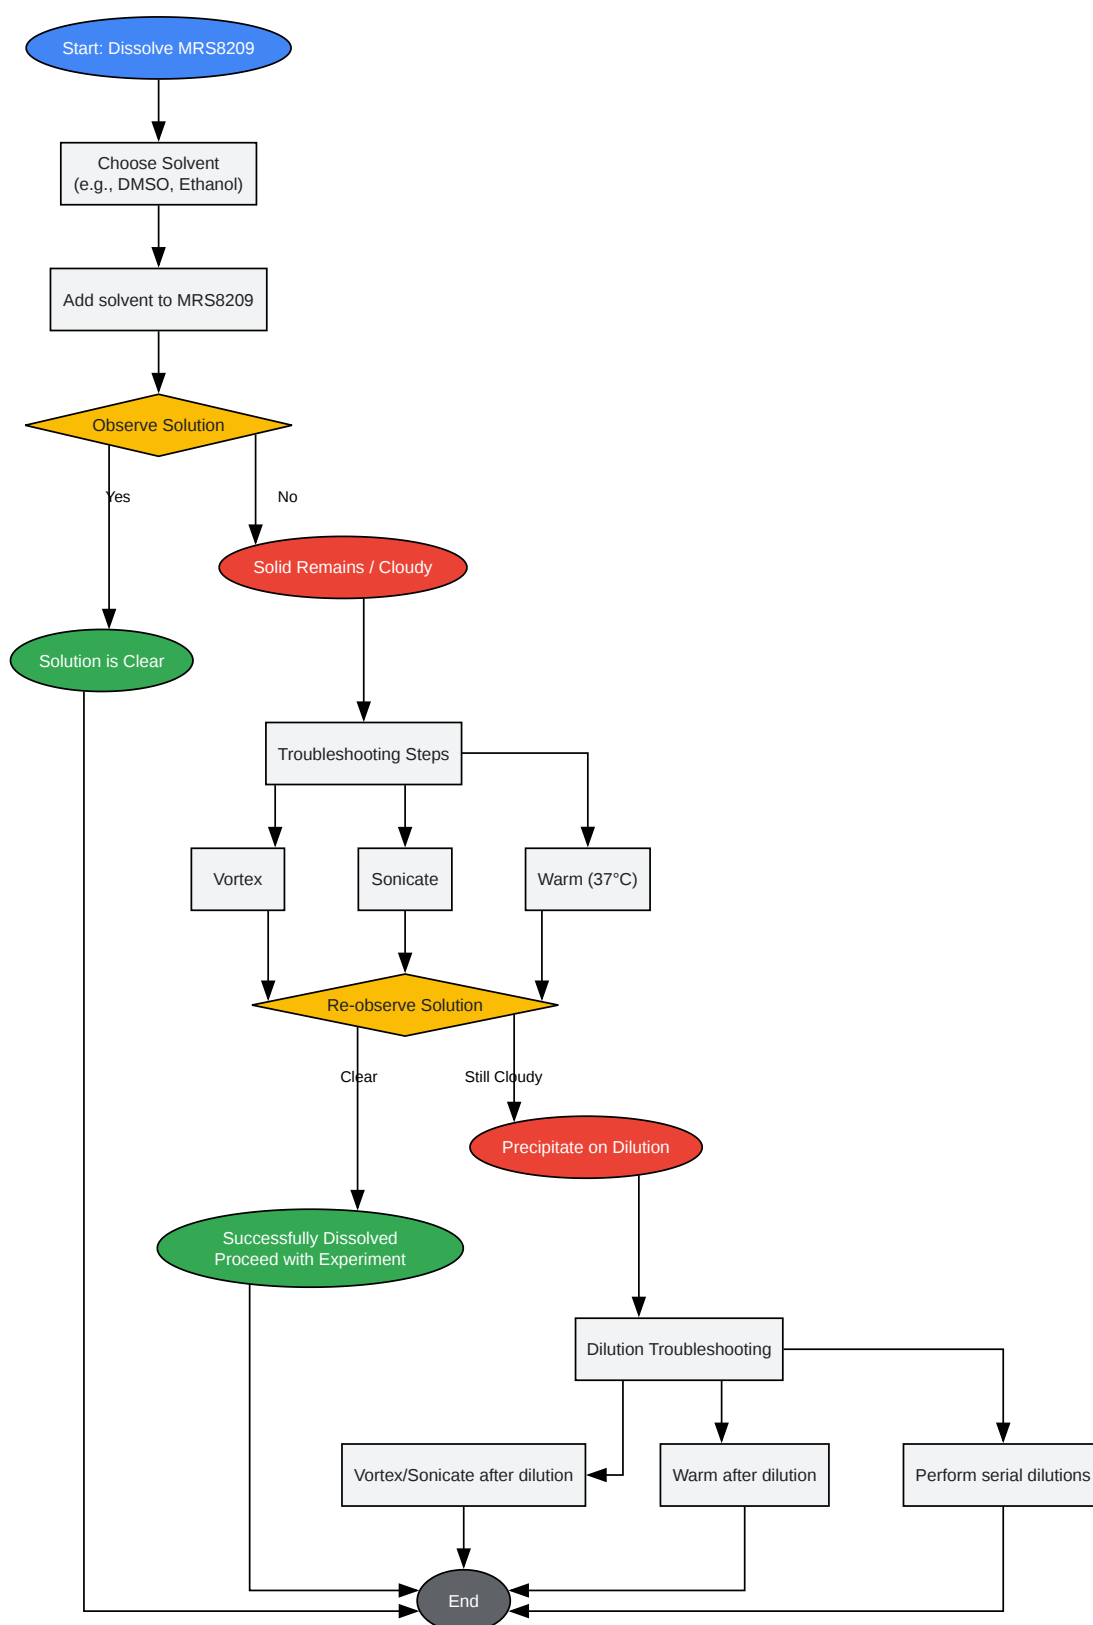 Start: Dissolve MRS8209
Choose Solvent
(e.g., DMSO, Ethanol)
Add solvent to MRS8209
Observe Solution
Yes
No
Solid Remains / Cloudy
Solution is Clear
Troubleshooting Steps
Vortex
Sonicate
Warm (37°C)
Re-observe Solution
Clear
Still Cloudy
Precipitate on Dilution
Successfully Dissolved
Proceed with Experiment
Dilution Troubleshooting
Vortex/Sonicate after dilution
Warm after dilution
Perform serial dilutions
End